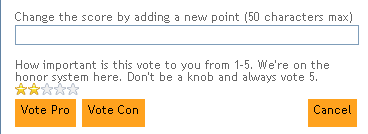 Change the score by adding a new point (50 characters max)
How important is this vote to you from 1-5. We're on the
honor system here. Don't be a knob and always vote 5.
Vote Pro Vote Con Cancel